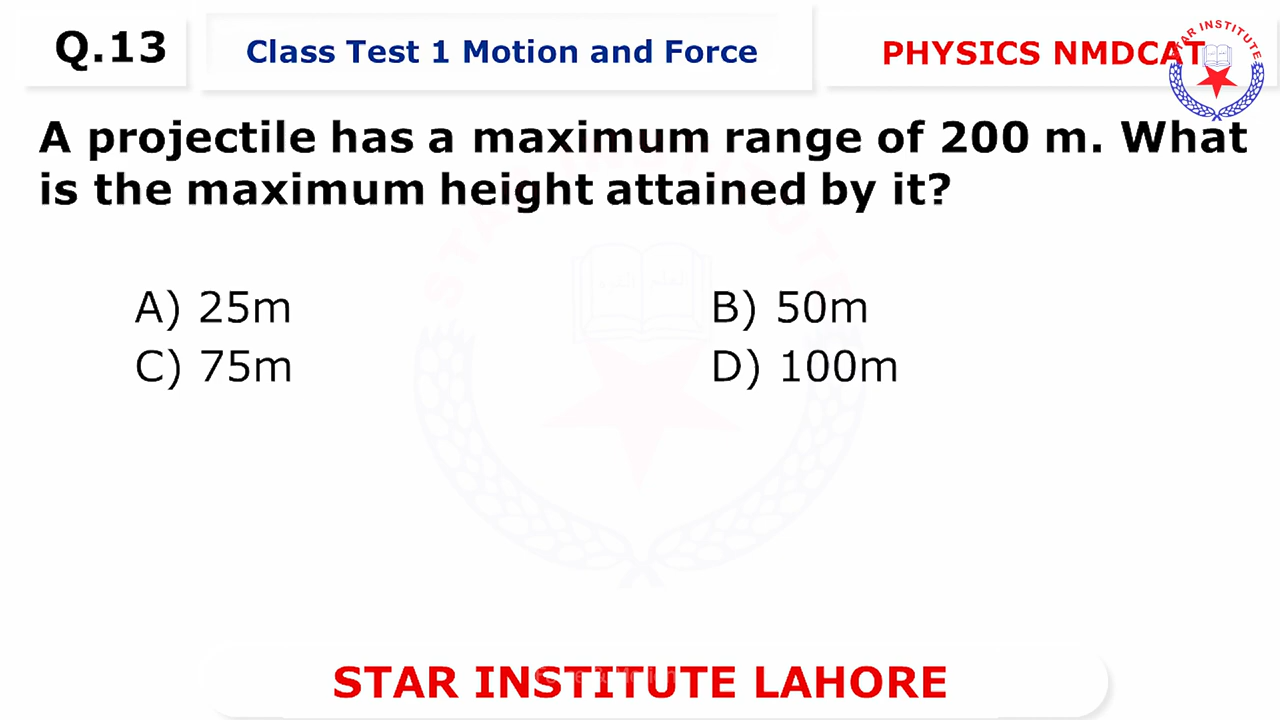 Q.13
Class Test 1 Motion and Force
PHYSICS NMDCAT
STAR INSTITUTE
A projectile has a maximum range of 200 m. What
is the maximum height attained by it?
A) 25m
B) 50m
C) 75m
D) 100m
STAR INSTITUTE LAHORE